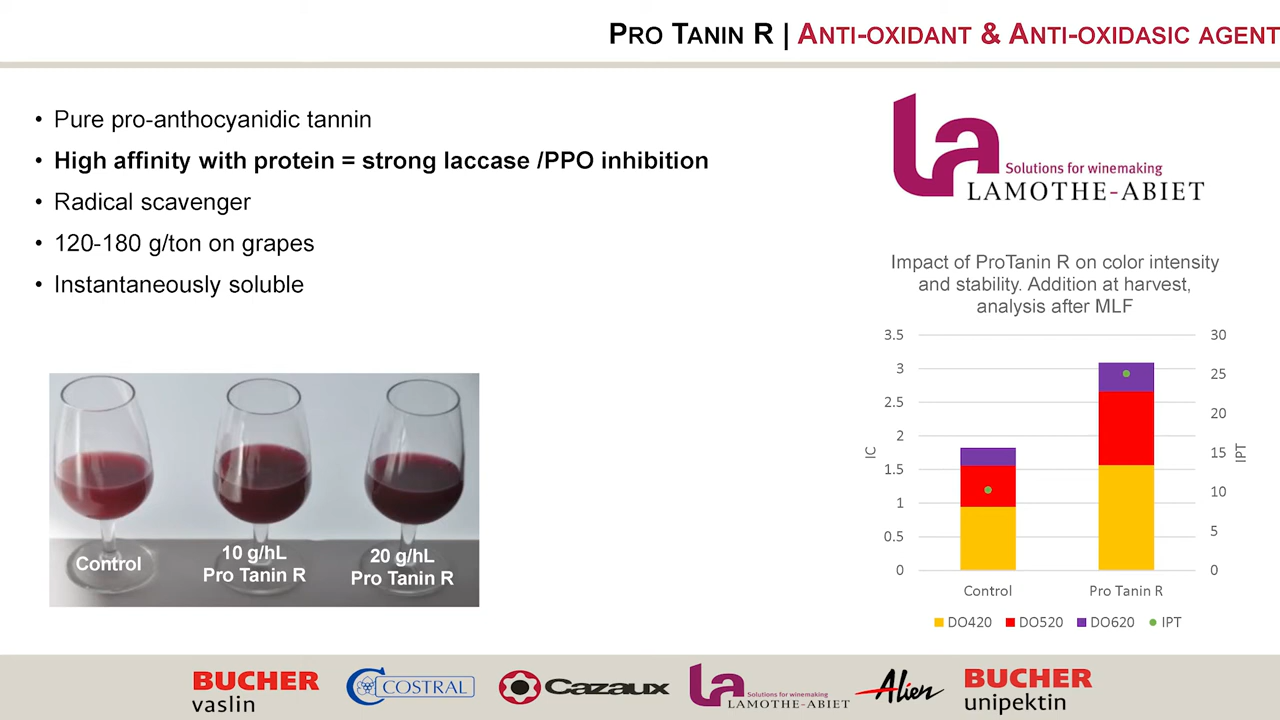 PRO TANIN R | ANTI-OXIDANT & ANTI-OXIDASIC AGENT
• Pure pro-anthocyanidic tannin
• High affinity with protein = strong laccase /PPO inhibition
• Radical scavenger
• 120-180 g/ton on grapes
• Instantaneously soluble
la
Solutions for winemaking
LAMOTHE-ABIET
Impact of ProTanin R on color intensity
and stability. Addition at harvest,
analysis after MLF
3.5
3
2.5
2
1.5
1
0.5
0
IC
30
25
20
15
10
5
0
IPT
Control
Pro Tanin R
DO420
DO520
DO620
IPT
Control
10 g/hL
Pro Tanin R
20 g/hL
Pro Tanin R
BUCHER
vaslin
COSTRAL
Cazaux
la
Solutions for winemaking
LAMOTHE-ABIET
Alien
BUCHER
unipektin